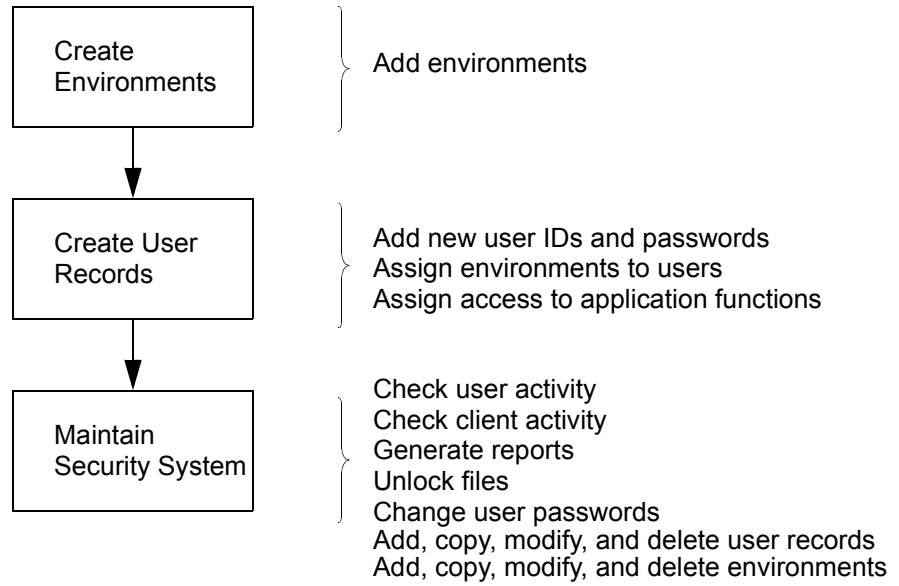 Create
Environments
Add environments
Create User
Records
Add new user IDs and passwords
Assign environments to users
Assign access to application functions
Maintain
Security System
Check user activity
Check client activity
Generate reports
Unlock files
Change user passwords
Add, copy, modify, and delete user records
Add, copy, modify, and delete environments